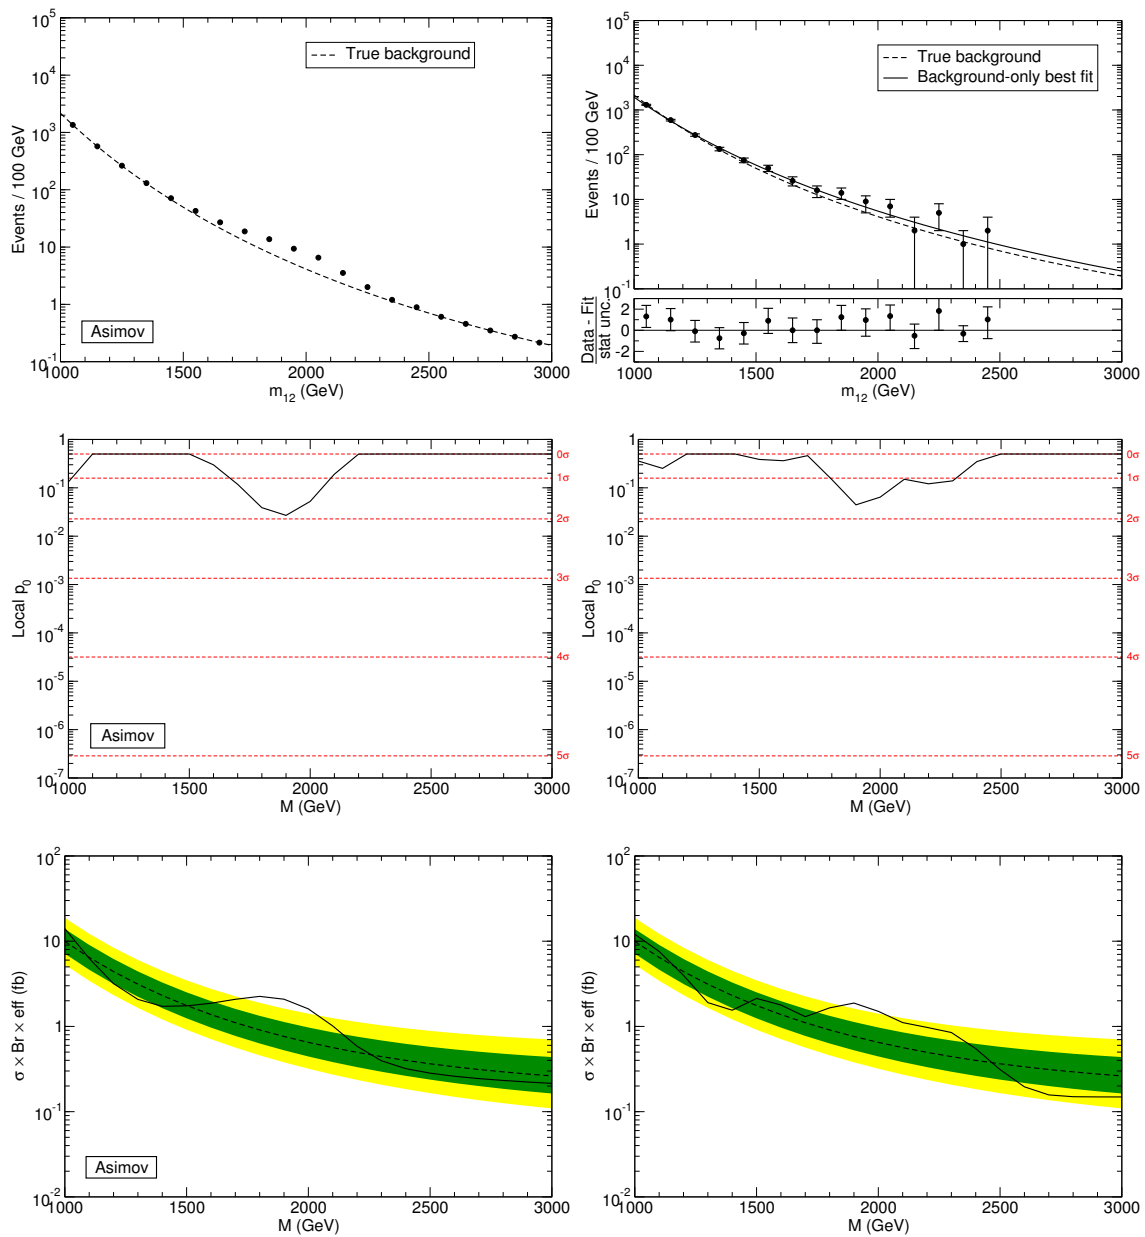 10^5
10^4
10^3
10^2
10
1
10^-1
Events / 100 GeV
True background
Asimov
1000 1500 2000 2500 3000
m_12 (GeV)
10^5
10^4
10^3
10^2
10
1
10^-1
Events / 100 GeV
True background
Background-only best fit
Data - Fit
stat unc.
2
0
-2
1000 1500 2000 2500 3000
m_12 (GeV)
1
10^-1
10^-2
10^-3
10^-4
10^-5
10^-6
10^-7
Local p_0
0σ
1σ
2σ
3σ
4σ
5σ
Asimov
1000 1500 2000 2500 3000
M (GeV)
1
10^-1
10^-2
10^-3
10^-4
10^-5
10^-6
10^-7
Local p_0
0σ
1σ
2σ
3σ
4σ
5σ
1000 1500 2000 2500 3000
M (GeV)
10^2
10
1
10^-1
10^-2
σ × Br × eff (fb)
Asimov
1000 1500 2000 2500 3000
M (GeV)
10^2
10
1
10^-1
10^-2
σ × Br × eff (fb)
1000 1500 2000 2500 3000
M (GeV)